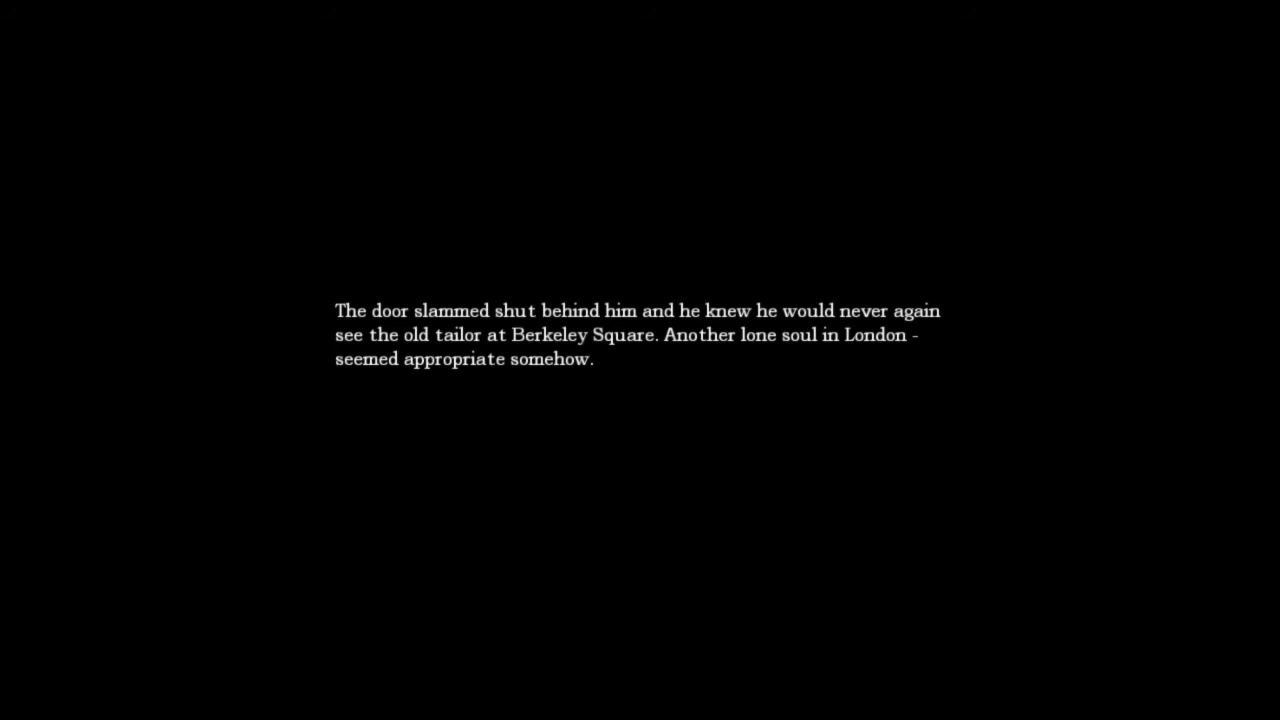 The door slammed shut behind him and he knew he would never again
see the old tailor at Berkeley Square. Another lone soul in London -
seemed appropriate somehow.